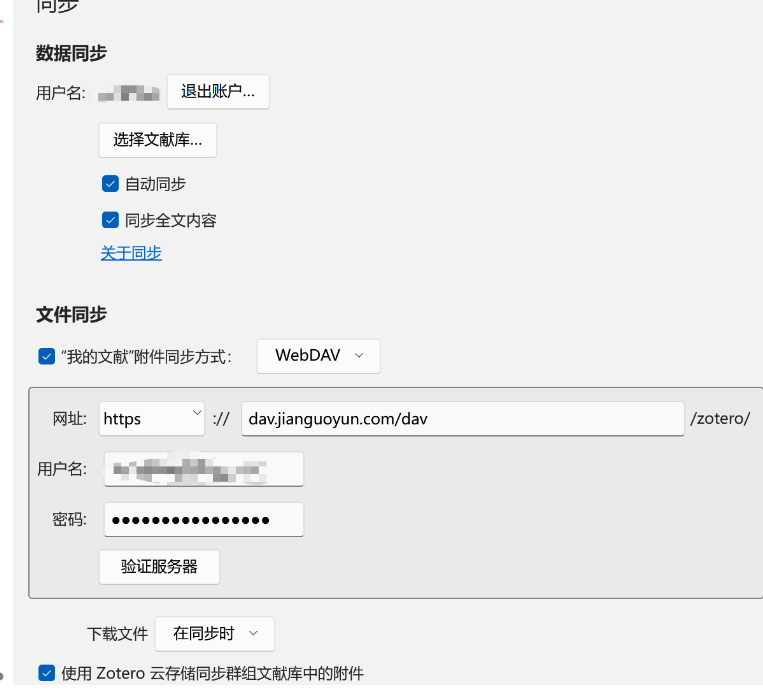 同步
数据同步
用户名: 退出账户...
选择文献库...
自动同步
同步全文内容
关于同步
文件同步
“我的文献”附件同步方式: WebDAV
网址: https :// dav.jianguoyun.com/dav /zotero/
用户名:
密码: ●●●●●●●●●●●●●●●●
验证服务器
下载文件 在同步时
使用 Zotero 云存储同步群组文献库中的附件